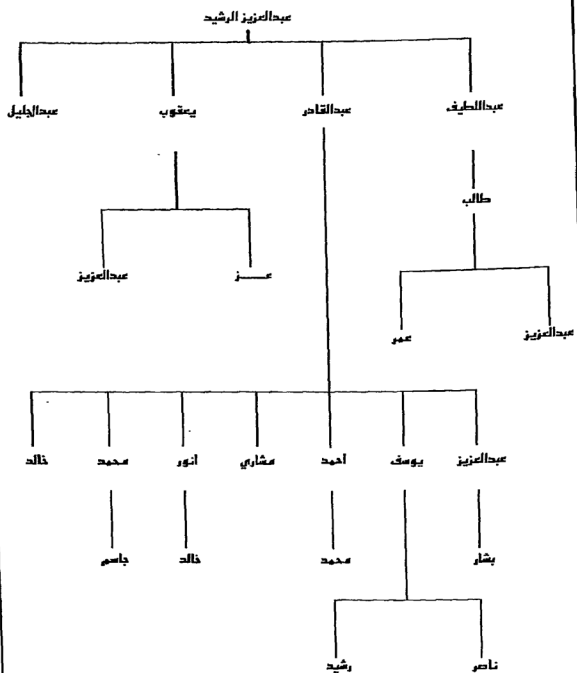 عبدالعزيز الرشيد
عبداللطيف عبدالقادر يعقوب عبدالجليل
طالب
عبدالعزيز عمر
عـــز عبدالعزيز
عبدالعزيز يوسف احمد مشاري انور محمد خالد
بشار محمد خالد جاسم
ناصر رشيد